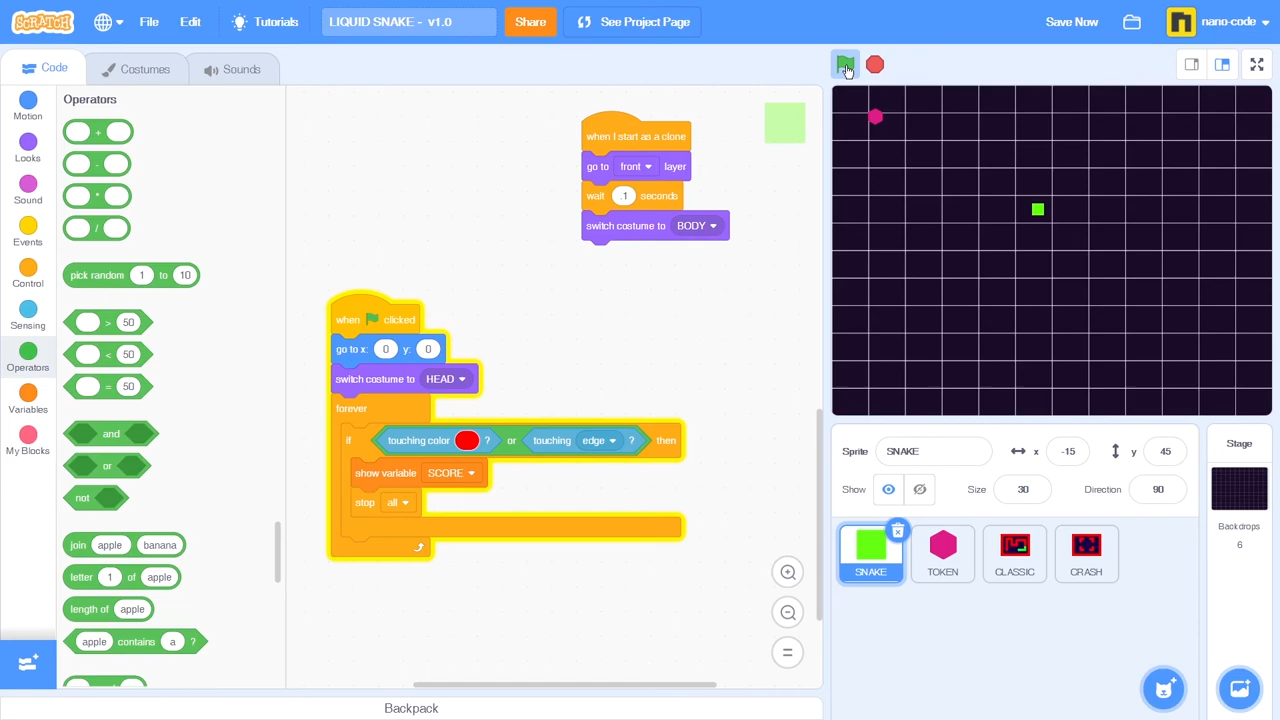 SCRATCH File Edit Tutorials LIQUID SNAKE - v1.0 Share See Project Page Save Now nano-code
Code Costumes Sounds
Motion
Looks
Sound
Events
Control
Sensing
Operators
Variables
My Blocks
Operators
+
-
*
/
pick random 1 to 10
> 50
< 50
= 50
and
or
not
join apple banana
letter 1 of apple
length of apple
apple contains a ?
when I start as a clone
go to front layer
wait .1 seconds
switch costume to BODY
when clicked
go to x: 0 y: 0
switch costume to HEAD
forever
if touching color ? or touching edge ? then
show variable SCORE
stop all
Backpack
Sprite SNAKE x -15 y 45
Show Size 30 Direction 90
SNAKE TOKEN CLASSIC CRASH
Stage
Backdrops
6